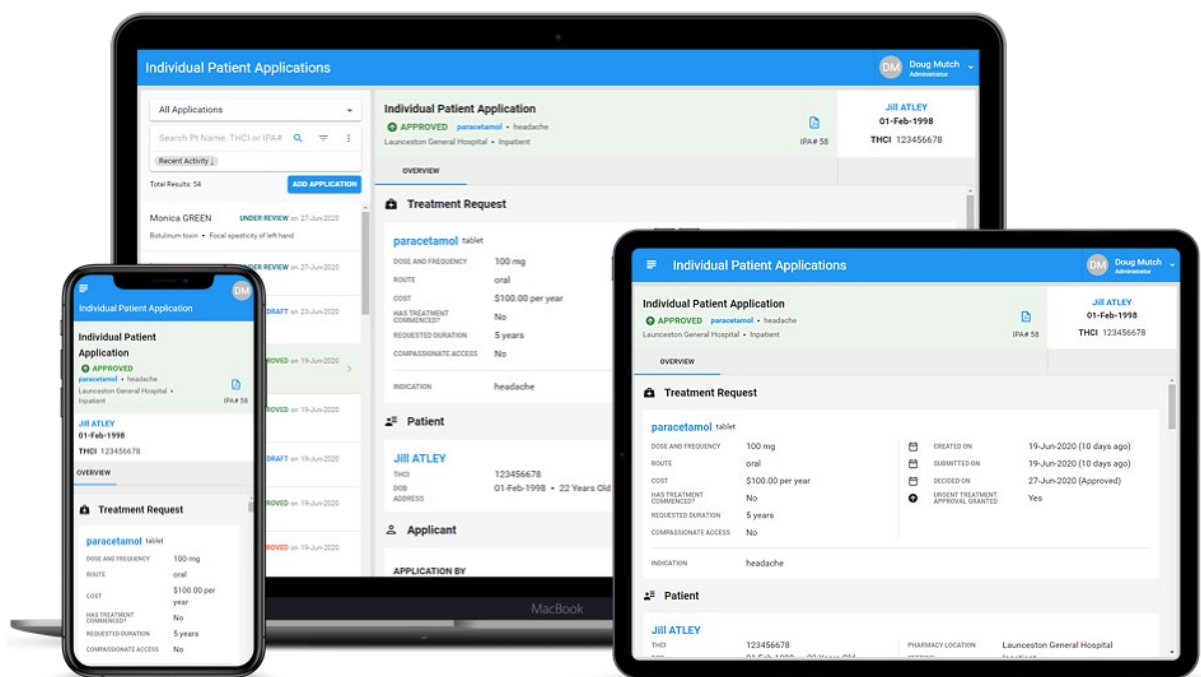 Individual Patient Applications
DM Doug Mutch
Administrator
All Applications
Search Pt Name, THCI or IPA#
Recent Activity
Total Results: 54
ADD APPLICATION
Monica GREEN UNDER REVIEW on 27-Jun-2020
Botulinum toxin • Focal spasticity of left hand
DER REVIEW on 27-Jun-2020
DRAFT on 23-Jun-2020
ROVED on 19-Jun-2020
ROVED on 19-Jun-2020
DRAFT on 19-Jun-2020
ROVED on 19-Jun-2020
ROVED on 19-Jun-2020
Individual Patient Application
APPROVED paracetamol • headache
Launceston General Hospital • Inpatient
IPA# 58
Jill ATLEY
01-Feb-1998
THCI 123456678
OVERVIEW
Treatment Request
paracetamol tablet
DOSE AND FREQUENCY 100 mg
ROUTE oral
COST $100.00 per year
HAS TREATMENT COMMENCED? No
REQUESTED DURATION 5 years
COMPASSIONATE ACCESS No
INDICATION headache
Patient
Jill ATLEY
THCI 123456678
DOB 01-Feb-1998 • 22 Years Old
ADDRESS
Applicant
APPLICATION BY
MacBook
DM
Individual Patient Application
Individual Patient
Application
APPROVED
paracetamol • headache
Launceston General Hospital •
Inpatient
IPA# 58
Jill ATLEY
01-Feb-1998
THCI 123456678
OVERVIEW
Treatment Request
paracetamol tablet
DOSE AND FREQUENCY 100 mg
ROUTE oral
COST $100.00 per
year
HAS TREATMENT
COMMENCED? No
REQUESTED DURATION 5 years
COMPASSIONATE ACCESS No
Individual Patient Applications
DM Doug Mutch
Administrator
Individual Patient Application
APPROVED paracetamol • headache
Launceston General Hospital • Inpatient
IPA# 58
Jill ATLEY
01-Feb-1998
THCI 123456678
OVERVIEW
Treatment Request
paracetamol tablet
DOSE AND FREQUENCY 100 mg
ROUTE oral
COST $100.00 per year
HAS TREATMENT
COMMENCED? No
REQUESTED DURATION 5 years
COMPASSIONATE ACCESS No
CREATED ON 19-Jun-2020 (10 days ago)
SUBMITTED ON 19-Jun-2020 (10 days ago)
DECIDED ON 27-Jun-2020 (Approved)
URGENT TREATMENT
APPROVAL GRANTED Yes
INDICATION headache
Patient
Jill ATLEY
THCI 123456678
PHARMACY LOCATION Launceston General Hospital